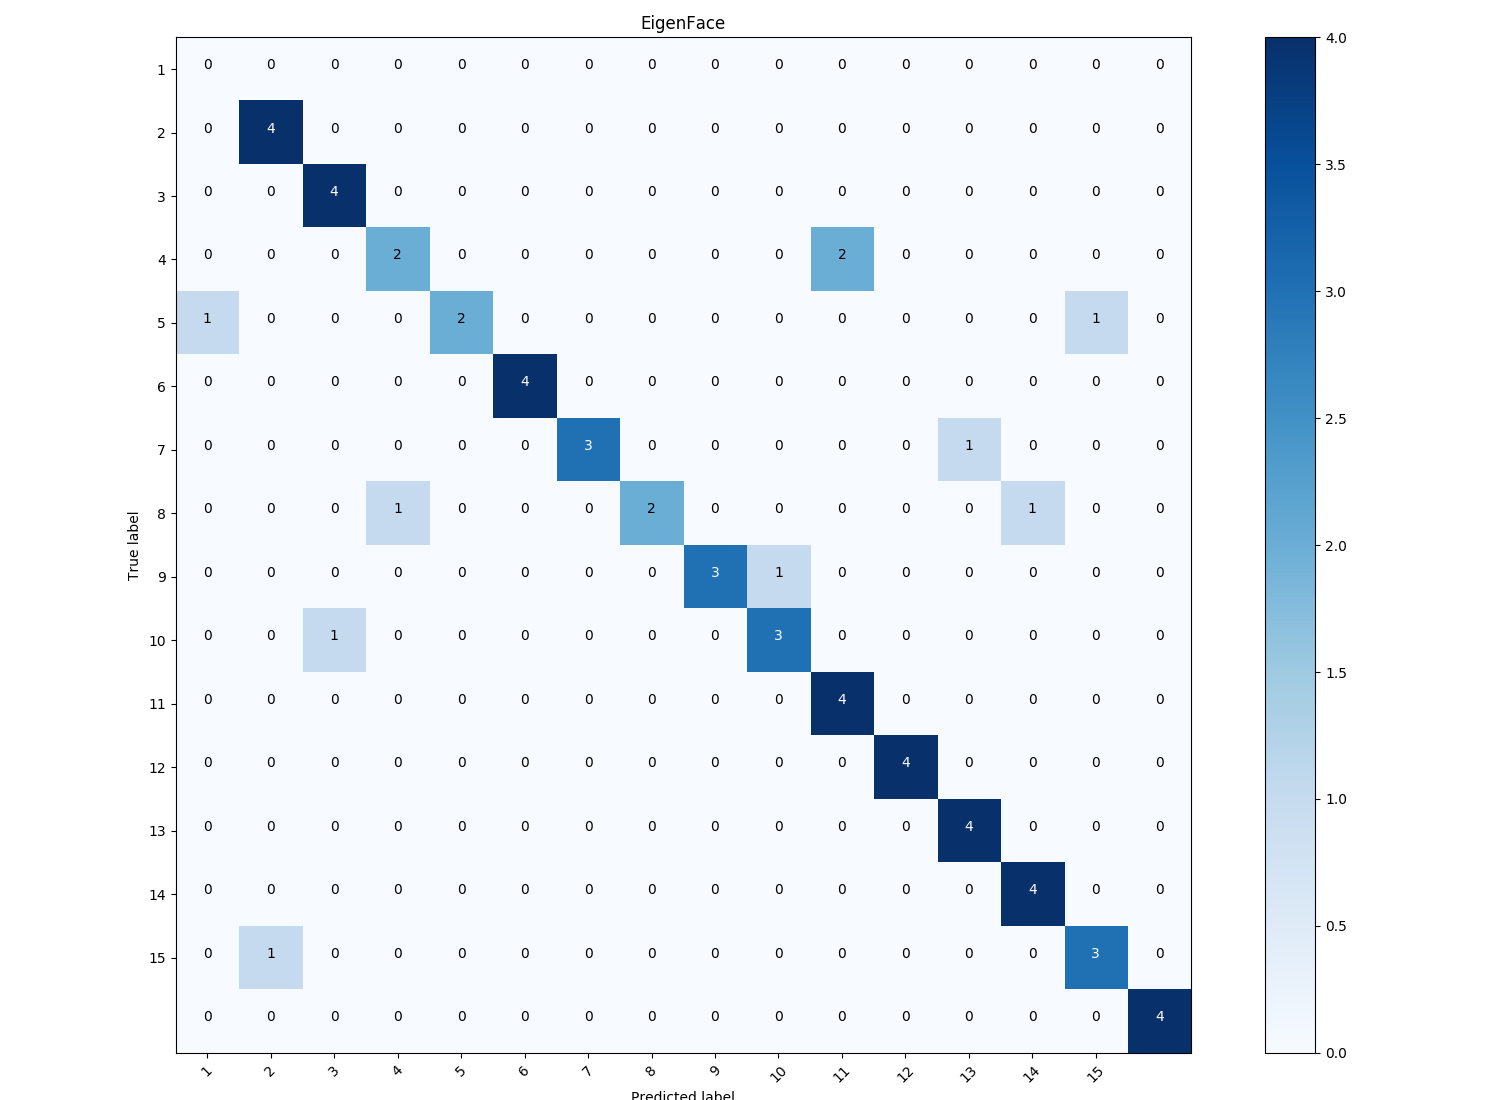 EigenFace
1 0 0 0 0 0 0 0 0 0 0 0 0 0 0 0 0
2 0 4 0 0 0 0 0 0 0 0 0 0 0 0 0 0
3 0 0 4 0 0 0 0 0 0 0 0 0 0 0 0 0
4 0 0 0 2 0 0 0 0 0 0 2 0 0 0 0 0
5 1 0 0 0 2 0 0 0 0 0 0 0 0 0 1 0
6 0 0 0 0 0 4 0 0 0 0 0 0 0 0 0 0
7 0 0 0 0 0 0 3 0 0 0 0 0 1 0 0 0
8 0 0 0 1 0 0 0 2 0 0 0 0 0 1 0 0
9 0 0 0 0 0 0 0 0 3 1 0 0 0 0 0 0
10 0 0 1 0 0 0 0 0 0 3 0 0 0 0 0 0
11 0 0 0 0 0 0 0 0 0 0 4 0 0 0 0 0
12 0 0 0 0 0 0 0 0 0 0 0 4 0 0 0 0
13 0 0 0 0 0 0 0 0 0 0 0 0 4 0 0 0
14 0 0 0 0 0 0 0 0 0 0 0 0 0 4 0 0
15 0 1 0 0 0 0 0 0 0 0 0 0 0 0 3 0
0 0 0 0 0 0 0 0 0 0 0 0 0 0 0 4
1 2 3 4 5 6 7 8 9 10 11 12 13 14 15
True label
Predicted label
4.0
3.5
3.0
2.5
2.0
1.5
1.0
0.5
0.0